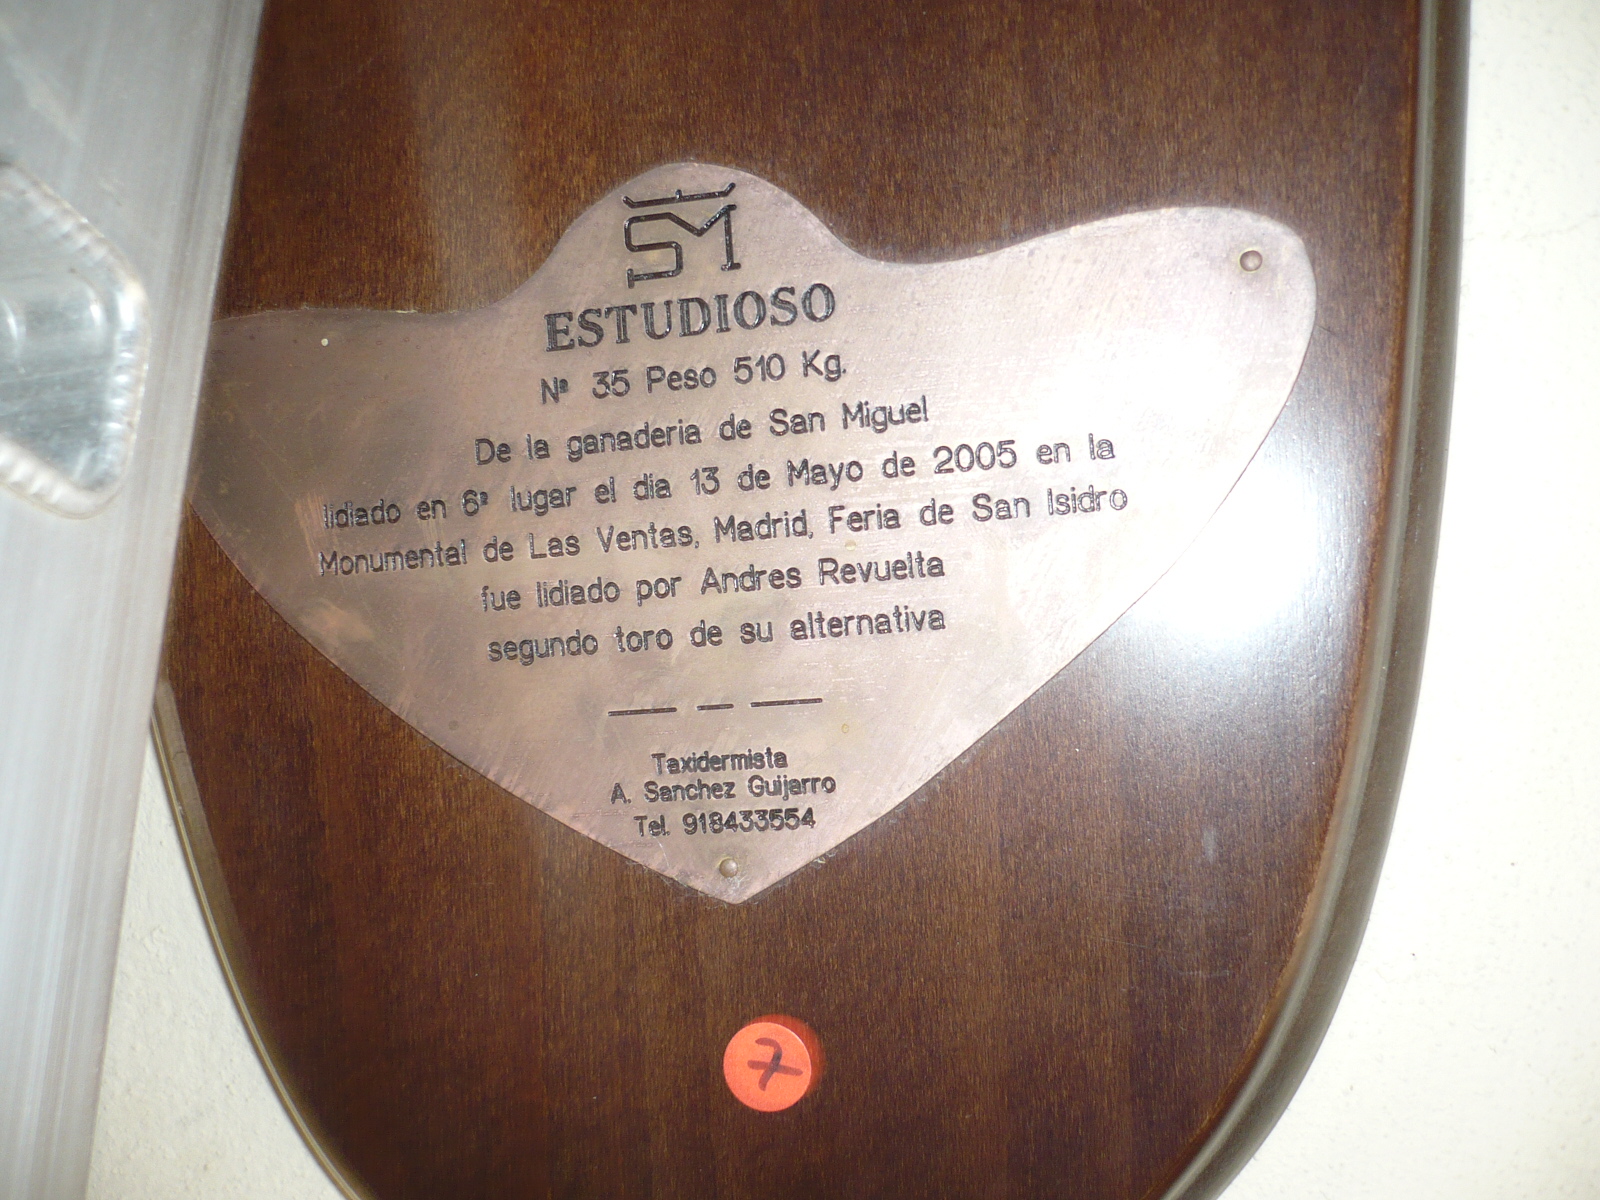 SM
ESTUDIOSO
Nº 35 Peso 510 Kg.
De la ganaderia de San Miguel
lidiado en 6º lugar el dia 13 de Mayo de 2005 en la
Monumental de Las Ventas, Madrid, Feria de San Isidro
fue lidiado por Andres Revuelta
segundo toro de su alternativa
Taxidermista
A. Sanchez Guijarro
Tel. 918433554
7